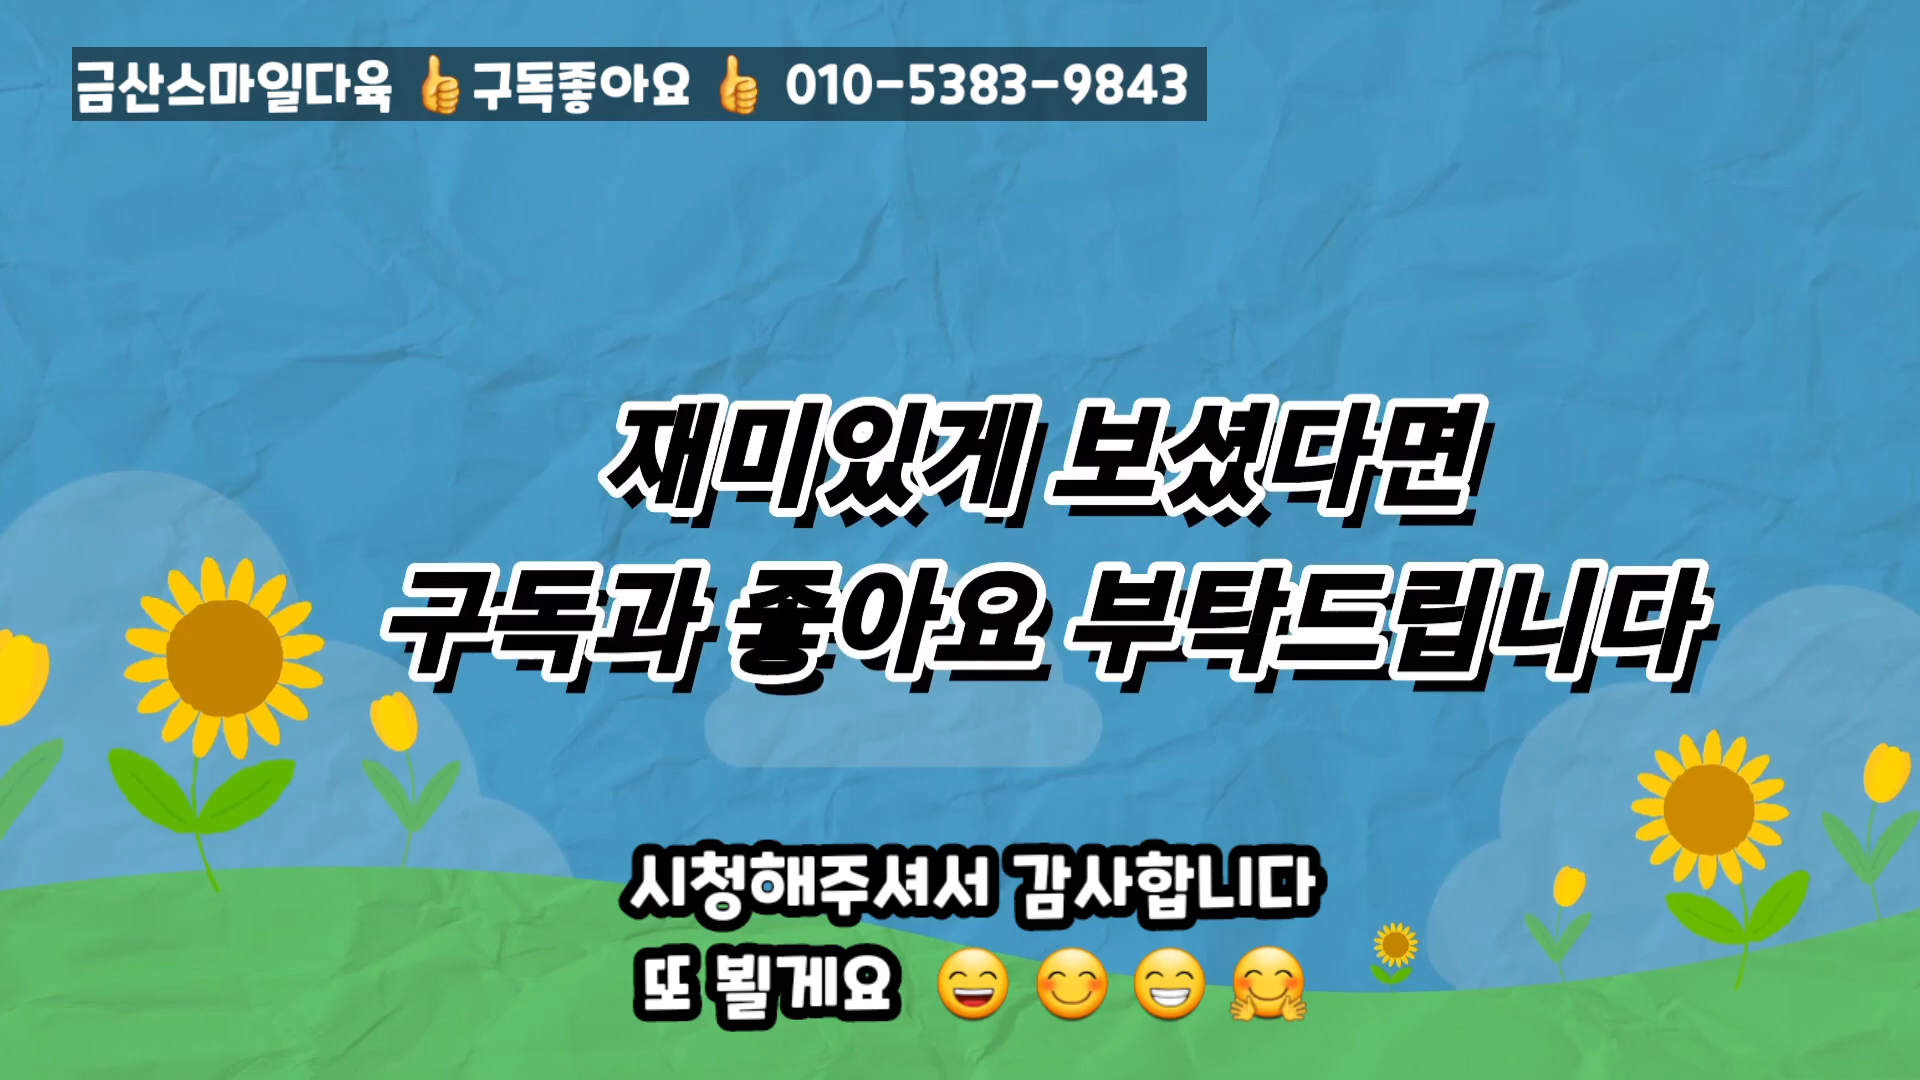 금산스마일다육 👍구독좋아요 👍 010-5383-9843
재미있게 보셨다면
구독과 좋아요 부탁드립니다
시청해주셔서 감사합니다
또 뵐게요 😄 😊 😁 🤗